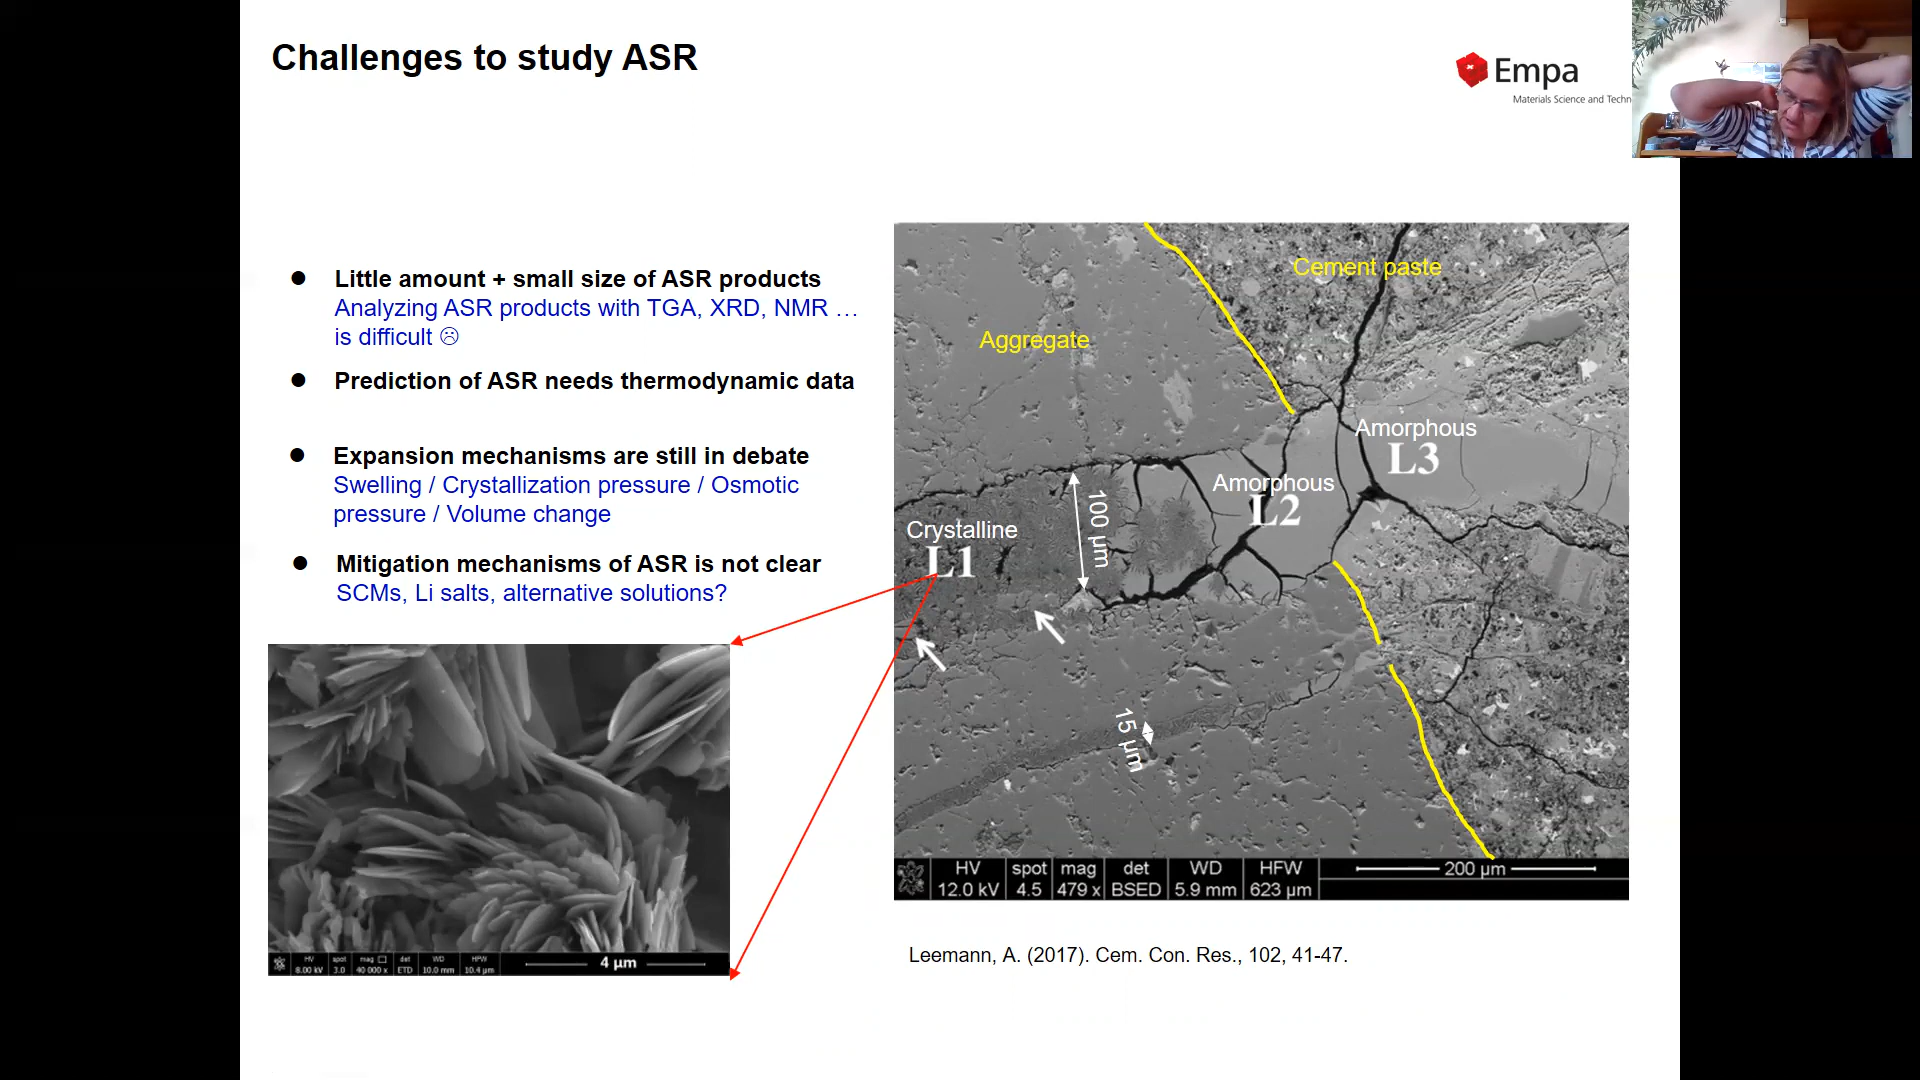 Challenges to study ASR
Empa
Materials Science and Techn
● Little amount + small size of ASR products
Analyzing ASR products with TGA, XRD, NMR …
is difficult ☹
● Prediction of ASR needs thermodynamic data
● Expansion mechanisms are still in debate
Swelling / Crystallization pressure / Osmotic
pressure / Volume change
● Mitigation mechanisms of ASR is not clear
SCMs, Li salts, alternative solutions?
HV spot mag det WD HFW
8.00 kV 3.0 40 000 x ETD 10.0 mm 10.4 µm
4 µm
Cement paste
Aggregate
Amorphous
L3
Amorphous
L2
Crystalline
L1
100 µm
15 µm
HV spot mag det WD HFW
12.0 kV 4.5 479 x BSED 5.9 mm 623 µm
200 µm
Leemann, A. (2017). Cem. Con. Res., 102, 41-47.